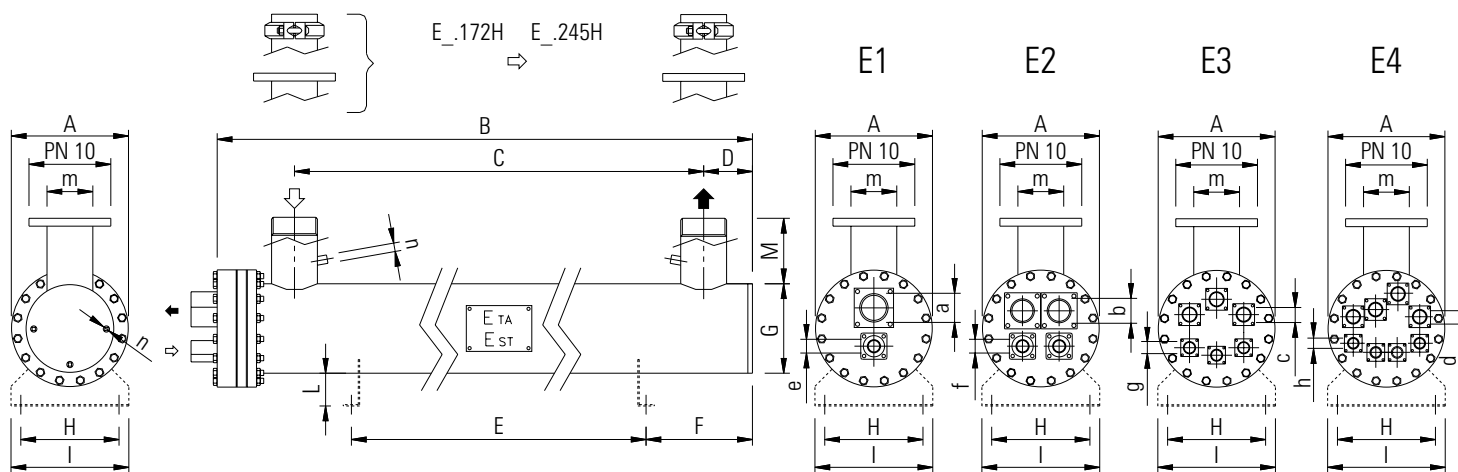 E_.172H E_.245H
E1 E2 E3 E4
A B A A A A
PN 10 C D PN 10 PN 10 PN 10 PN 10
m m m m m
n M
E TA
E ST
G a b
n c d
e f g h
L
H E F H H H H
I I I I I